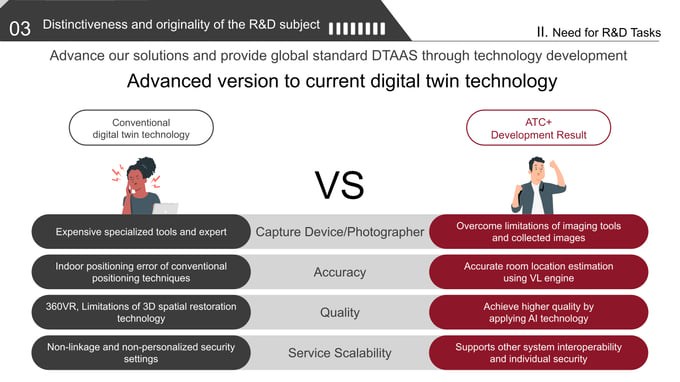 03
Distinctiveness and originality of the R&D subject
II. Need for R&D Tasks
Advance our solutions and provide global standard DTAAS through technology development
Advanced version to current digital twin technology
Conventional
digital twin technology
ATC+
Development Result
VS
Expensive specialized tools and expert
Capture Device/Photographer
Overcome limitations of imaging tools
and collected images
Indoor positioning error of conventional
positioning techniques
Accuracy
Accurate room location estimation
using VL engine
360VR, Limitations of 3D spatial restoration
technology
Quality
Achieve higher quality by
applying AI technology
Non-linkage and non-personalized security
settings
Service Scalability
Supports other system interoperability
and individual security